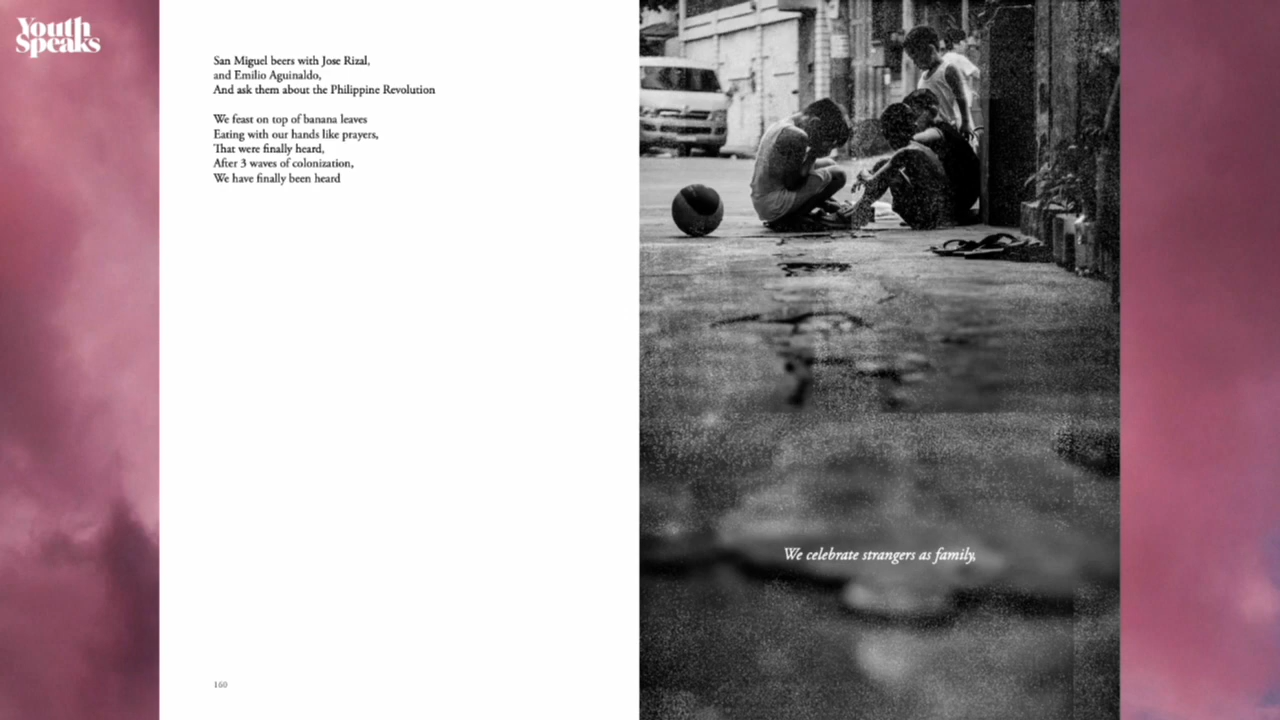 Youth
Speaks
San Miguel beers with Jose Rizal,
and Emilio Aguinaldo,
And ask them about the Philippine Revolution
We feast on top of banana leaves
Eating with our hands like prayers,
That were finally heard,
After 3 waves of colonization,
We have finally been heard
160
We celebrate strangers as family,